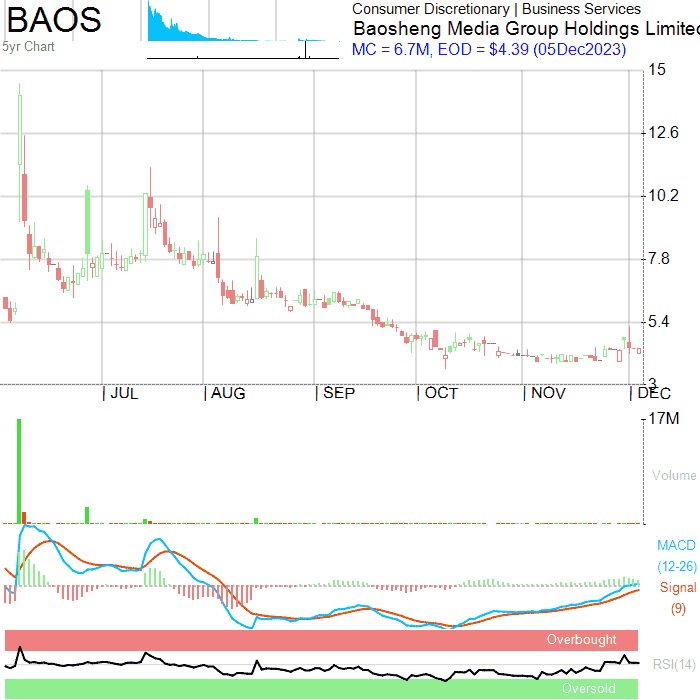 BAOS
5yr Chart
Consumer Discretionary | Business Services
Baosheng Media Group Holdings Limited
MC = 6.7M, EOD = $4.39 (05Dec2023)
15
12.6
10.2
7.8
5.4
3
| JUL
| AUG
| SEP
| OCT
| NOV
| DEC
17M
Volume
MACD
(12-26)
Signal
(9)
Overbought
RSI(14)
Oversold